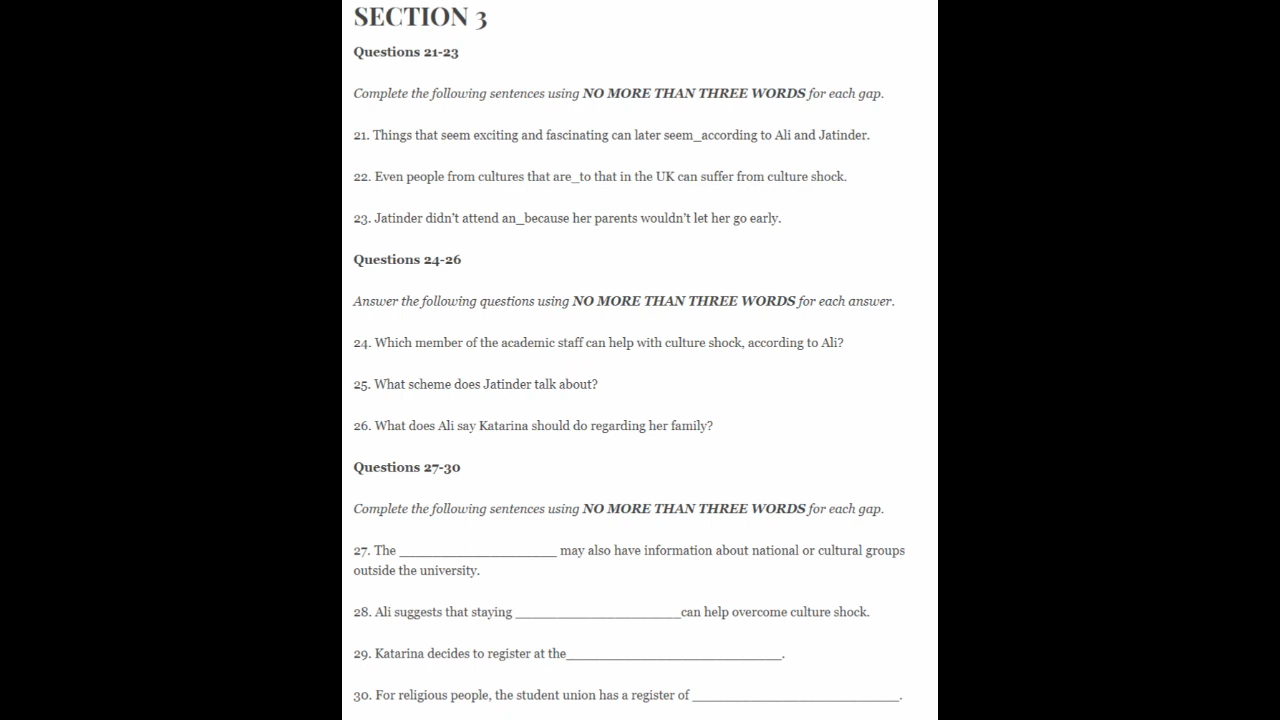 SECTION 3
Questions 21-23
Complete the following sentences using NO MORE THAN THREE WORDS for each gap.
21. Things that seem exciting and fascinating can later seem_according to Ali and Jatinder.
22. Even people from cultures that are_to that in the UK can suffer from culture shock.
23. Jatinder didn't attend an_because her parents wouldn't let her go early.
Questions 24-26
Answer the following questions using NO MORE THAN THREE WORDS for each answer.
24. Which member of the academic staff can help with culture shock, according to Ali?
25. What scheme does Jatinder talk about?
26. What does Ali say Katarina should do regarding her family?
Questions 27-30
Complete the following sentences using NO MORE THAN THREE WORDS for each gap.
27. The ___________________ may also have information about national or cultural groups
outside the university.
28. Ali suggests that staying ____________________can help overcome culture shock.
29. Katarina decides to register at the__________________________.
30. For religious people, the student union has a register of _________________________.